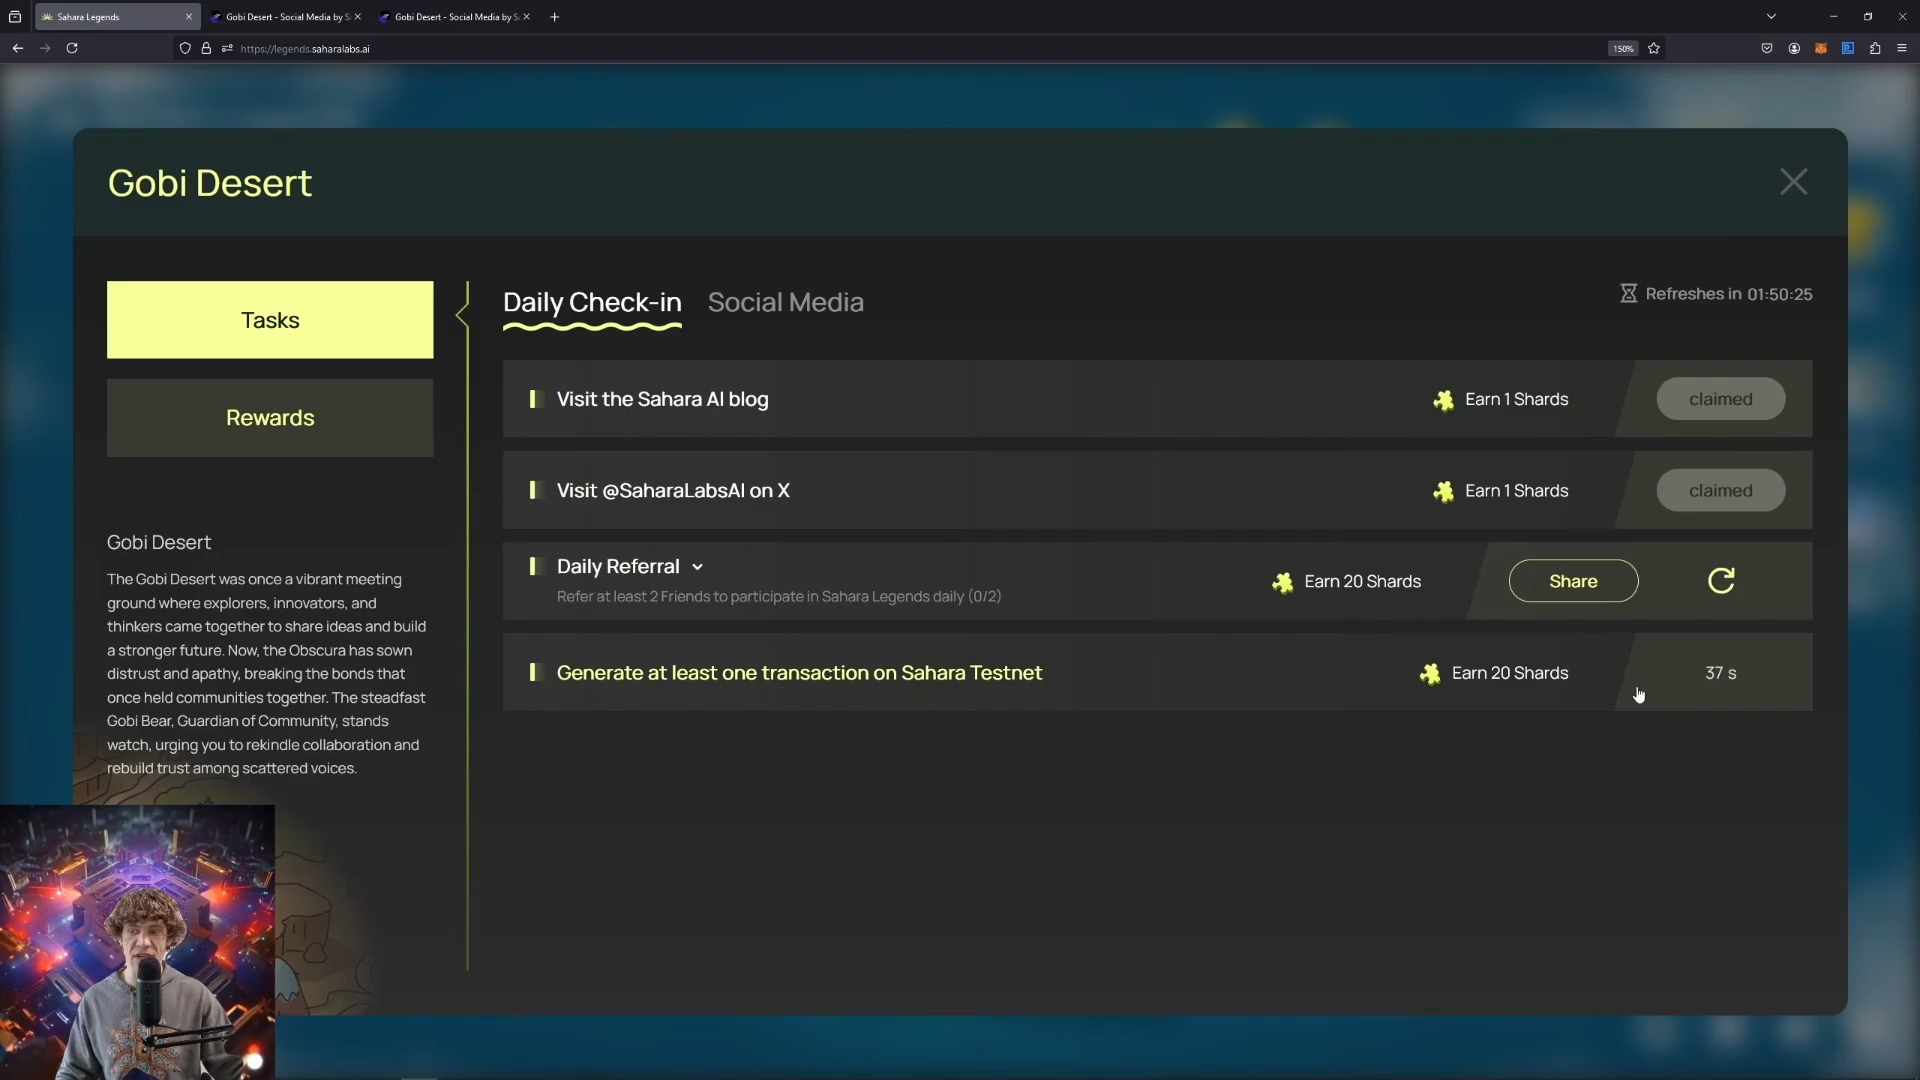 Sahara Legends
Gobi Desert - Social Media by S
Gobi Desert - Social Media by S
https://legends.saharalabs.ai
150%
Gobi Desert
Tasks
Rewards
Daily Check-in
Social Media
Refreshes in 01:50:25
Visit the Sahara AI blog
Earn 1 Shards
claimed
Visit @SaharaLabsAI on X
Earn 1 Shards
claimed
Daily Referral
Refer at least 2 Friends to participate in Sahara Legends daily (0/2)
Earn 20 Shards
Share
Generate at least one transaction on Sahara Testnet
Earn 20 Shards
37 s
Gobi Desert
The Gobi Desert was once a vibrant meeting
ground where explorers, innovators, and
thinkers came together to share ideas and build
a stronger future. Now, the Obscura has sown
distrust and apathy, breaking the bonds that
once held communities together. The steadfast
Gobi Bear, Guardian of Community, stands
watch, urging you to rekindle collaboration and
rebuild trust among scattered voices.